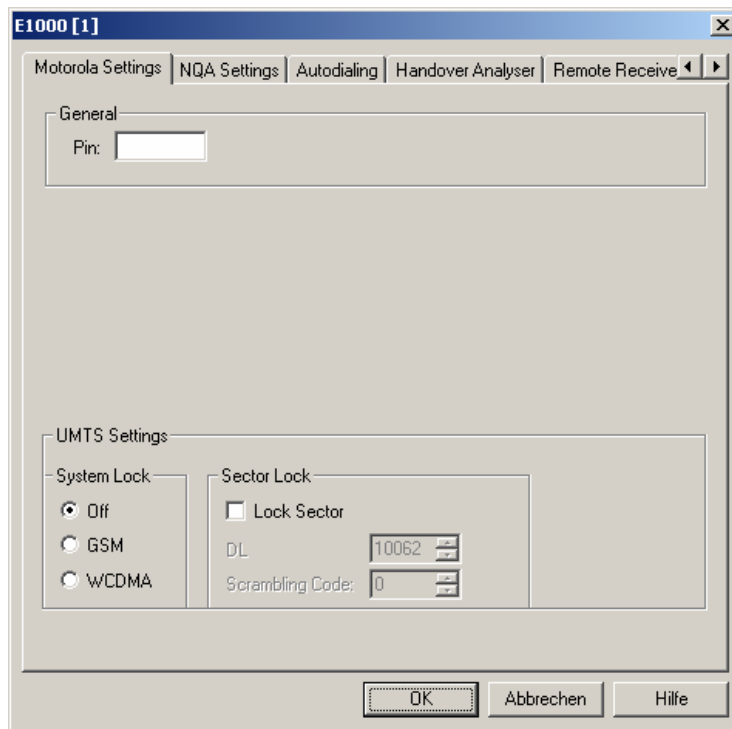 E1000 [1]
Motorola Settings NQA Settings Autodialing Handover Analyser Remote Receive
General
Pin:
UMTS Settings
System Lock
Off
GSM
WCDMA
Sector Lock
Lock Sector
DL 10062
Scrambling Code: 0
OK Abbrechen Hilfe